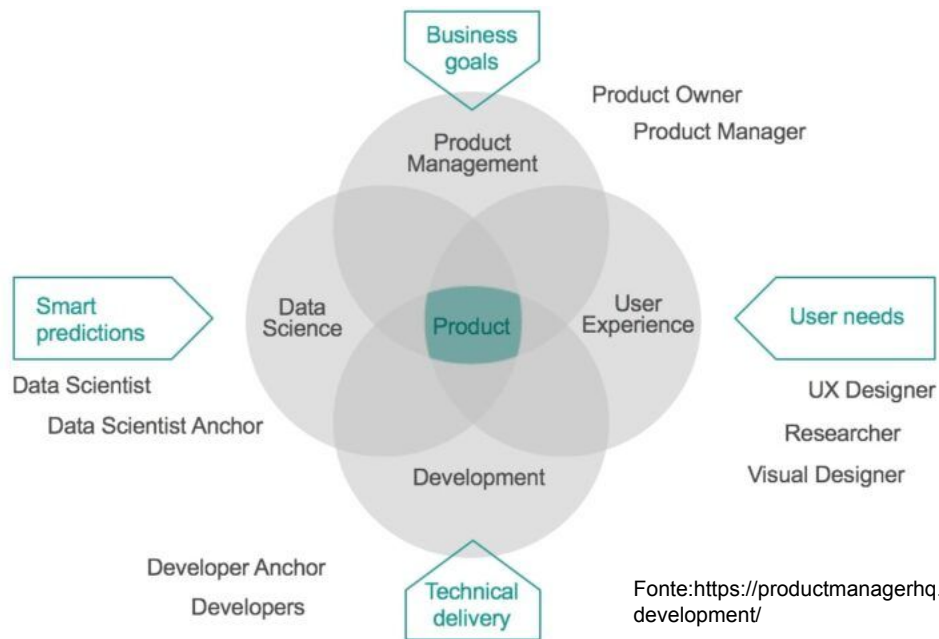 Business
goals
Product Owner
Product Manager
Product
Management
Smart
predictions
Data
Science
Product
User
Experience
User needs
Data Scientist
Data Scientist Anchor
UX Designer
Researcher
Visual Designer
Development
Developer Anchor
Developers
Technical
delivery
Fonte:https://productmanagerhq.
development/